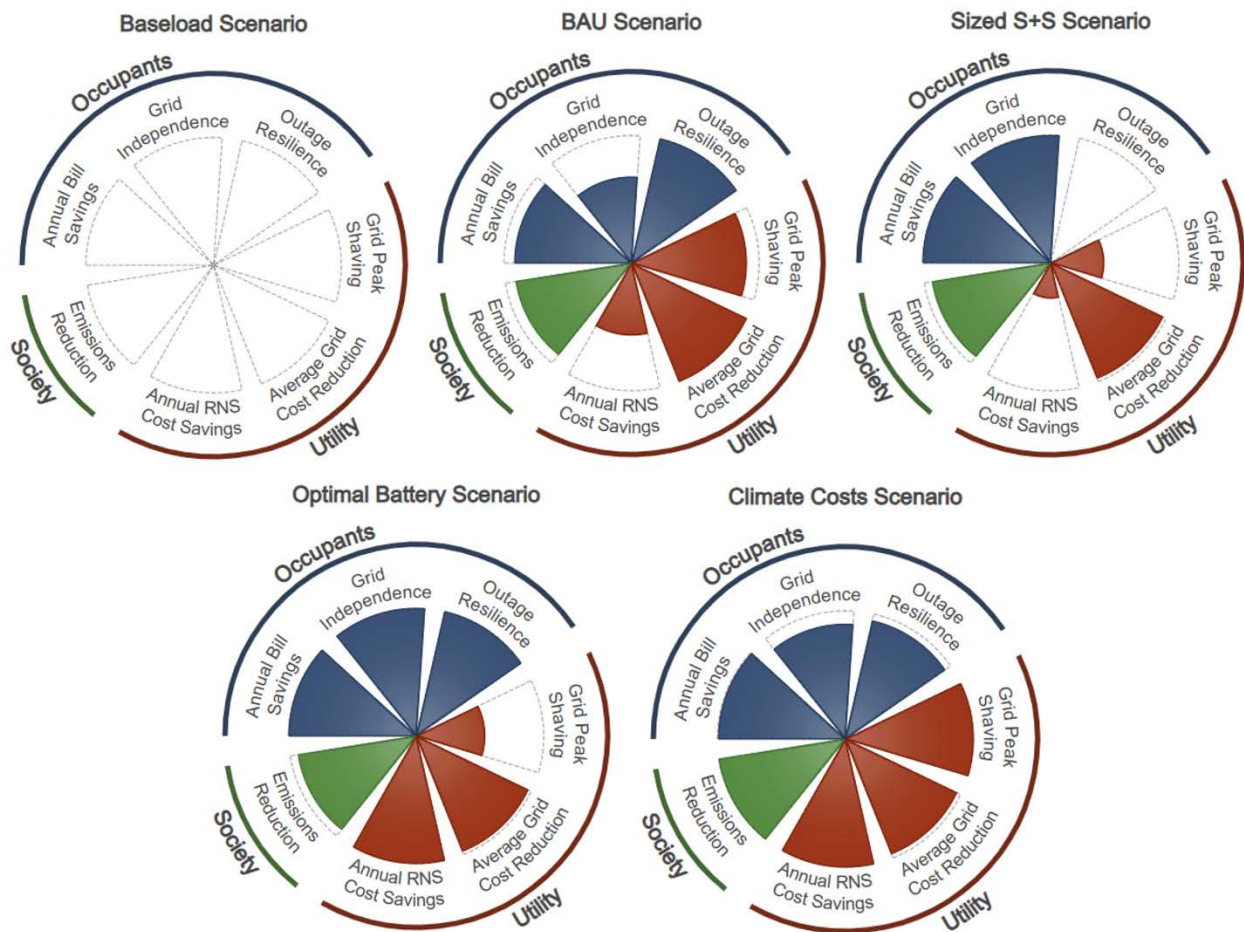 Baseload Scenario
Occupants
Grid
Independence
Outage
Resilience
Annual Bill
Savings
Grid Peak
Shaving
Emissions
Reduction
Annual RNS
Cost Savings
Average Grid
Cost Reduction
Society
Utility
BAU Scenario
Occupants
Grid
Independence
Outage
Resilience
Annual Bill
Savings
Grid Peak
Shaving
Emissions
Reduction
Annual RNS
Cost Savings
Average Grid
Cost Reduction
Society
Utility
Sized S+S Scenario
Occupants
Grid
Independence
Outage
Resilience
Annual Bill
Savings
Grid Peak
Shaving
Emissions
Reduction
Annual RNS
Cost Savings
Average Grid
Cost Reduction
Society
Utility
Optimal Battery Scenario
Occupants
Grid
Independence
Outage
Resilience
Annual Bill
Savings
Grid Peak
Shaving
Emissions
Reduction
Annual RNS
Cost Savings
Average Grid
Cost Reduction
Society
Utility
Climate Costs Scenario
Occupants
Grid
Independence
Outage
Resilience
Annual Bill
Savings
Grid Peak
Shaving
Emissions
Reduction
Annual RNS
Cost Savings
Average Grid
Cost Reduction
Society
Utility